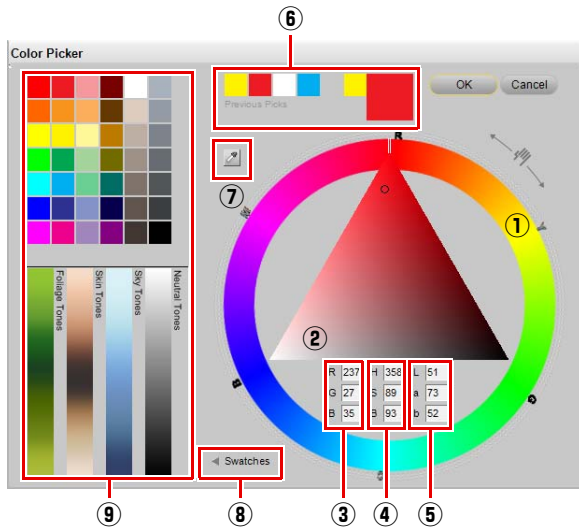 ⑥
Color Picker
OK
Cancel
Previous Picks
R
⑦
①
Y
Foliage Tones
Skin Tones
Sky Tones
Neutral Tones
②
B
G
R 237 H 358 L 51
G 27 S 89 a 73
B 35 B 93 b 52
Swatches
⑨
⑧
③
④
⑤